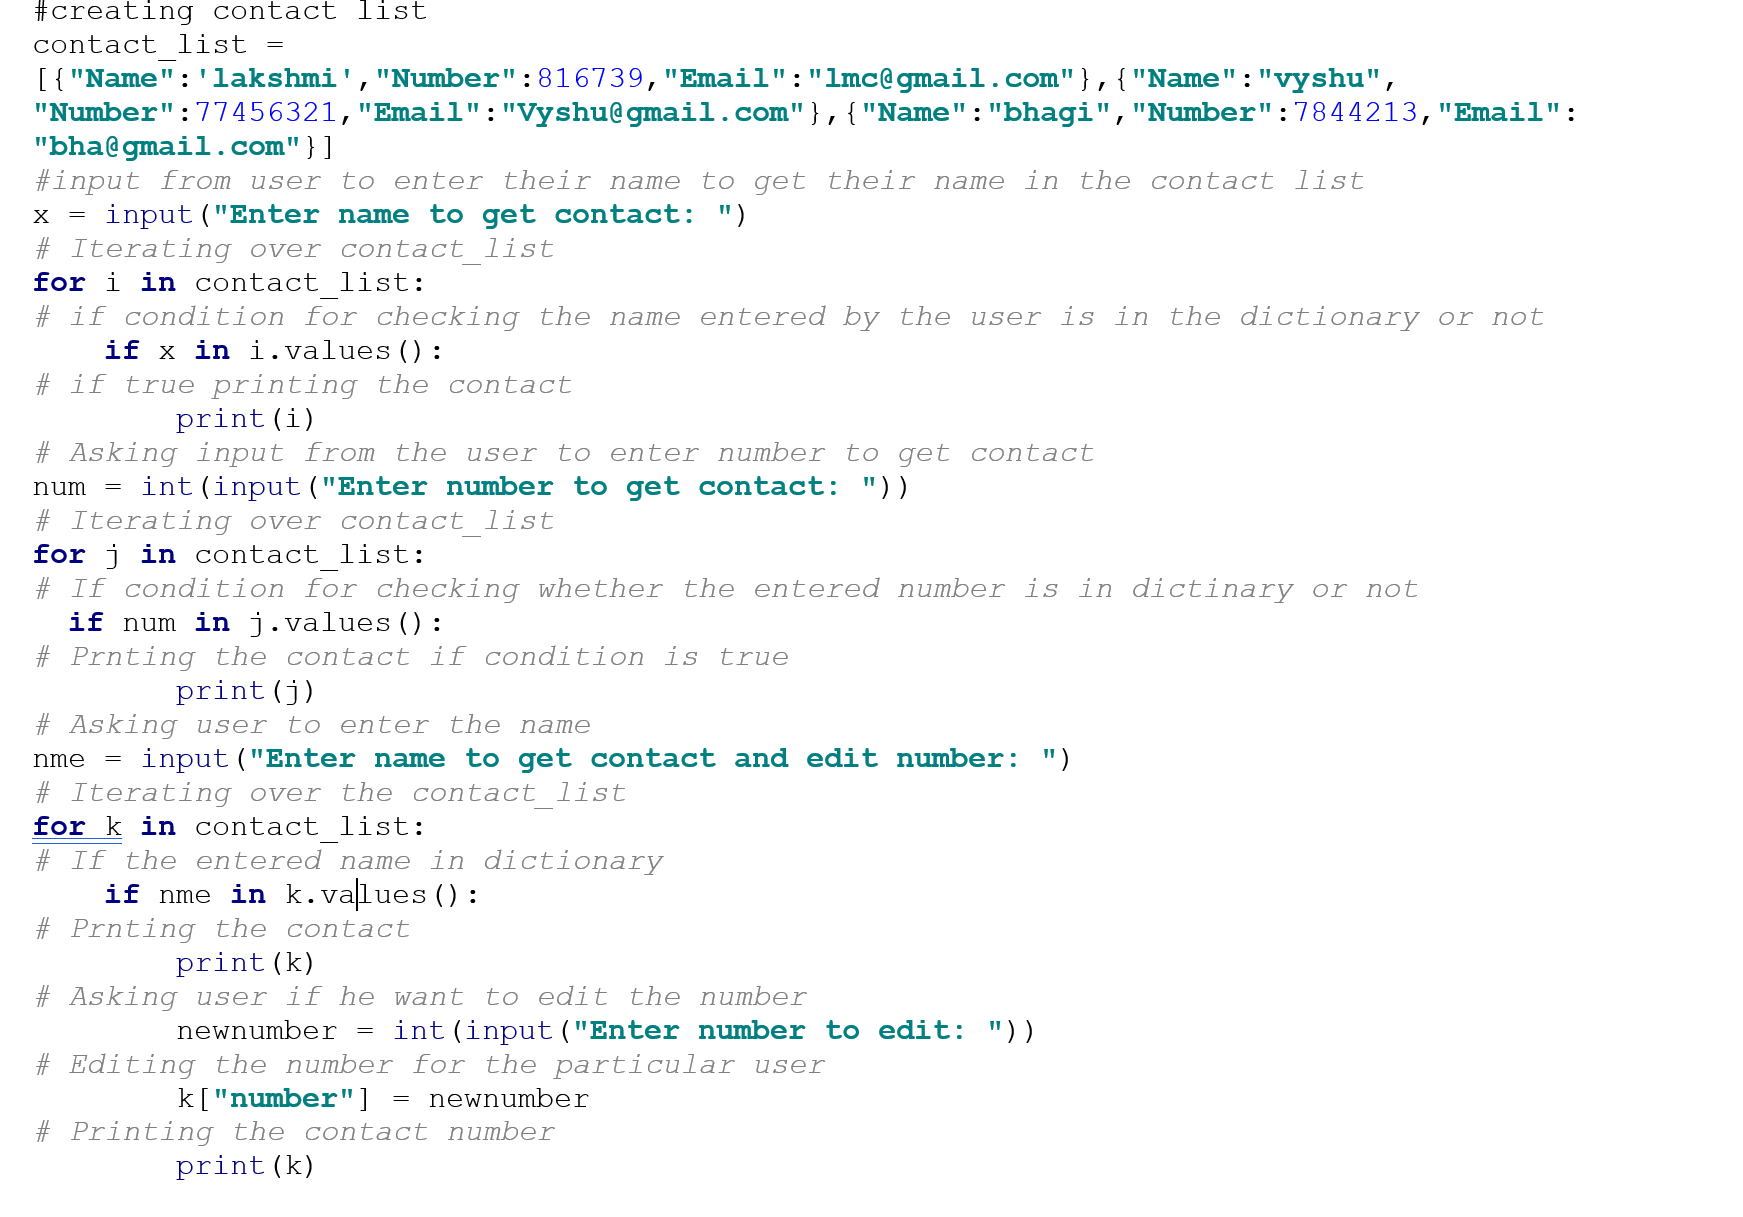 #creating contact list
contact_list =
[{"Name":'lakshmi',"Number":816739,"Email":"lmc@gmail.com"},{"Name":"vyshu",
"Number":77456321,"Email":"Vyshu@gmail.com"},{"Name":"bhagi","Number":7844213,"Email":
"bha@gmail.com"}]
#input from user to enter their name to get their name in the contact list
x = input("Enter name to get contact: ")
# Iterating over contact_list
for i in contact_list:
# if condition for checking the name entered by the user is in the dictionary or not
    if x in i.values():
# if true printing the contact
        print(i)
# Asking input from the user to enter number to get contact
num = int(input("Enter number to get contact: "))
# Iterating over contact_list
for j in contact_list:
# If condition for checking whether the entered number is in dictinary or not
  if num in j.values():
# Prnting the contact if condition is true
        print(j)
# Asking user to enter the name
nme = input("Enter name to get contact and edit number: ")
# Iterating over the contact_list
for k in contact_list:
# If the entered name in dictionary
    if nme in k.values():
# Prnting the contact
        print(k)
# Asking user if he want to edit the number
        newnumber = int(input("Enter number to edit: "))
# Editing the number for the particular user
        k["number"] = newnumber
# Printing the contact number
        print(k)